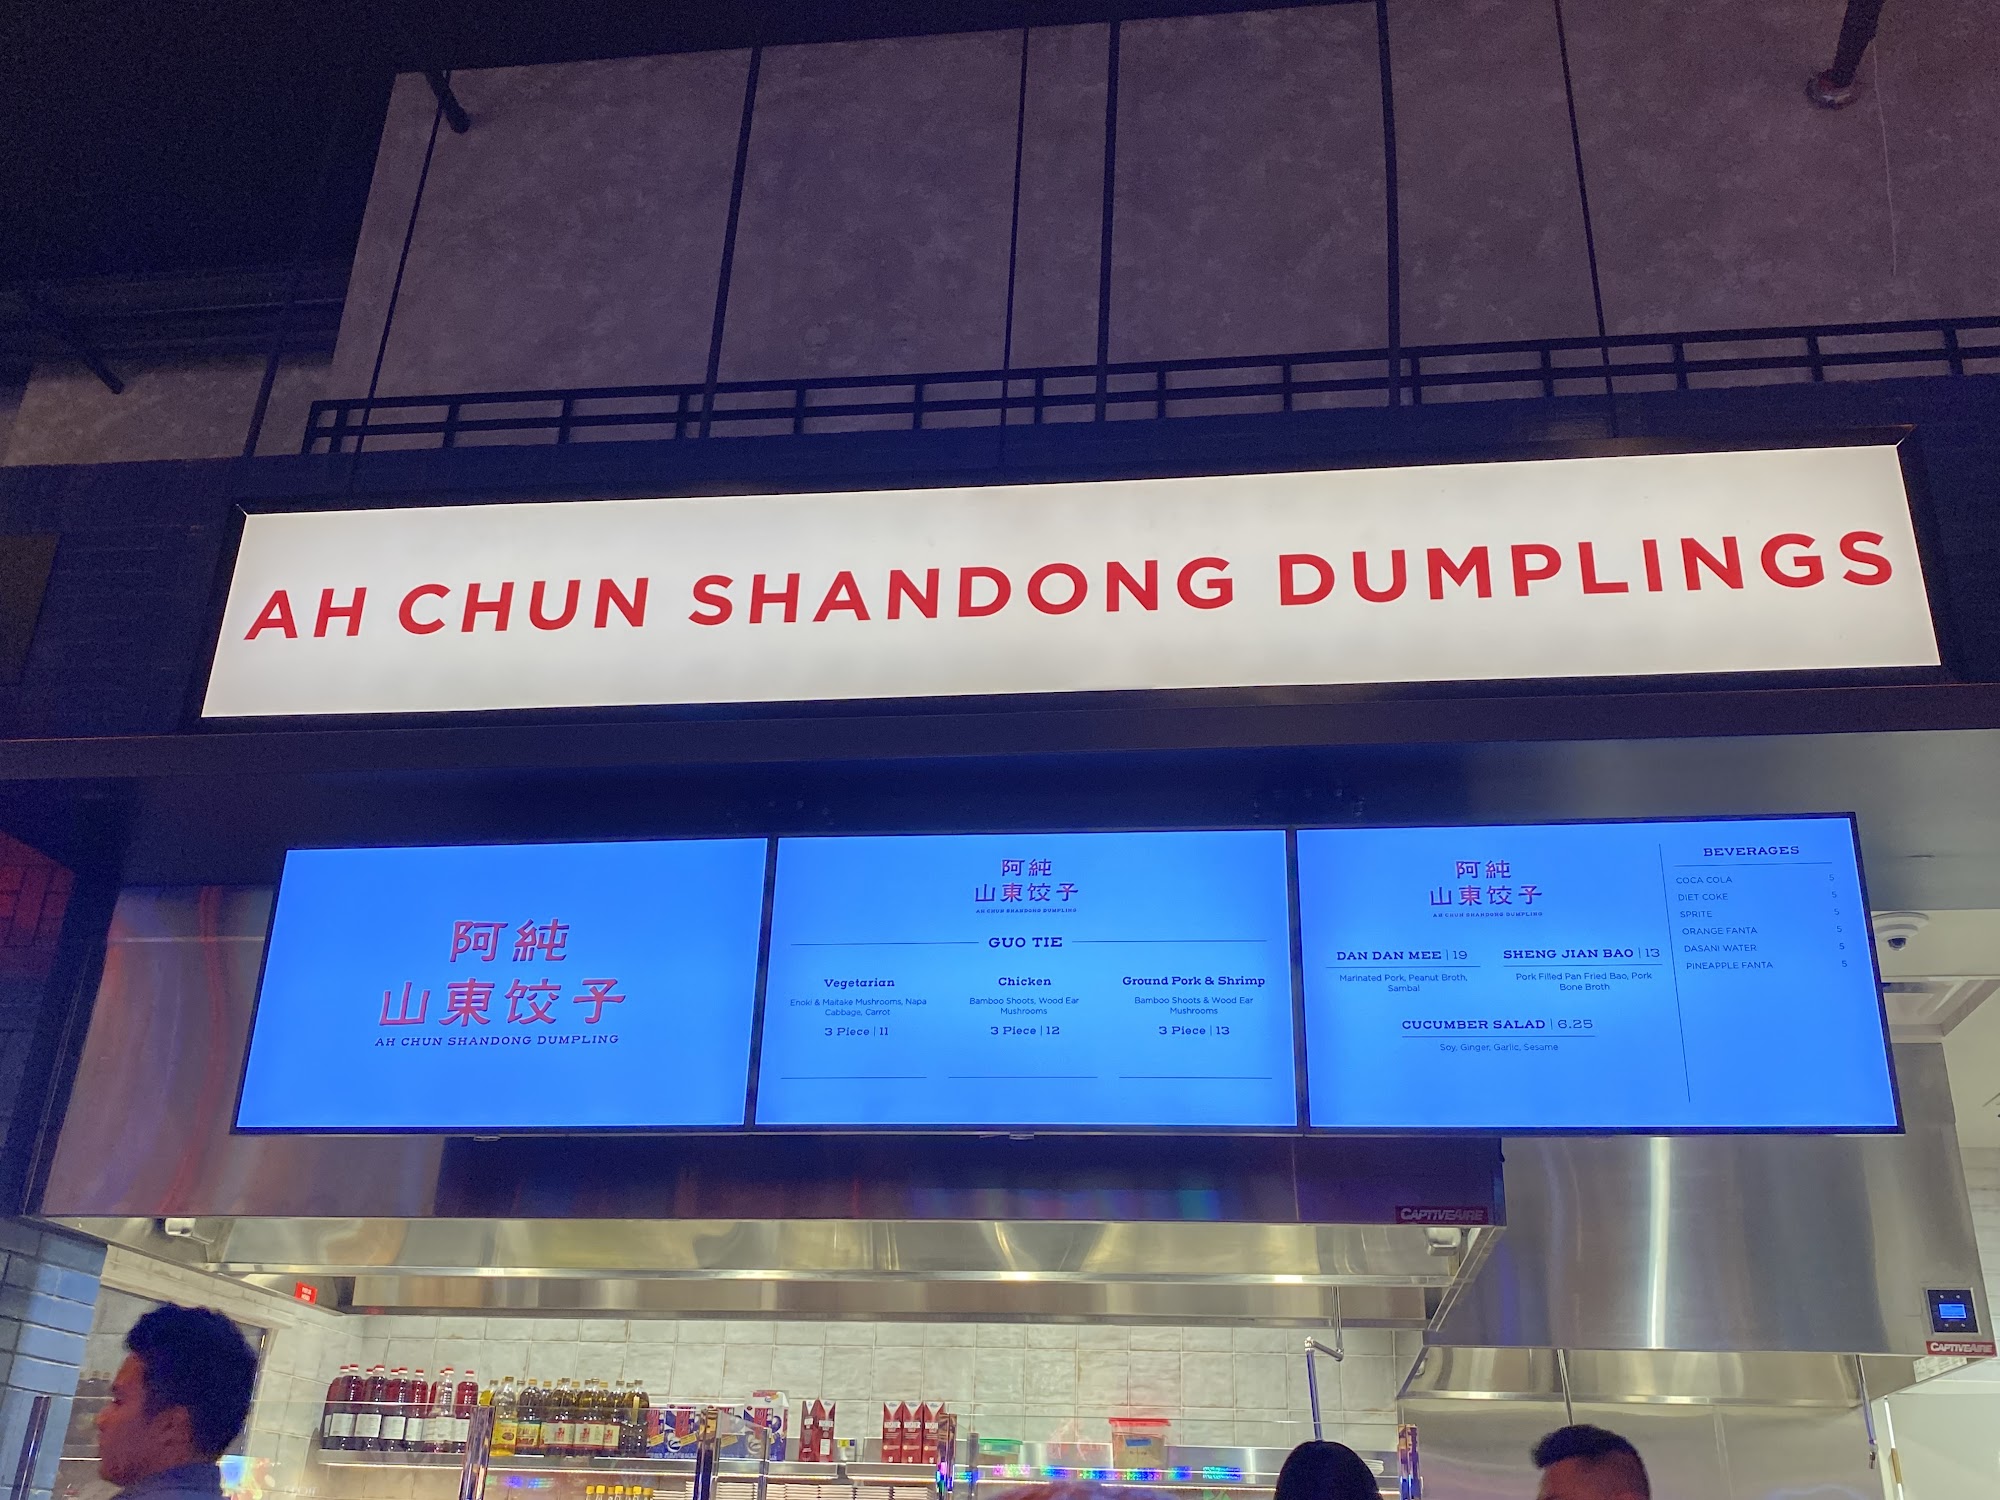 AH CHUN SHANDONG DUMPLINGS
阿純
山東饺子
AH CHUN SHANDONG DUMPLING
阿純
山東饺子
AH CHUN SHANDONG DUMPLING
GUO TIE
Vegetarian
Enoki & Maitake Mushrooms, Napa
Cabbage, Carrot
3 Piece | 11
Chicken
Bamboo Shoots, Wood Ear
Mushrooms
3 Piece | 12
Ground Pork & Shrimp
Bamboo Shoots & Wood Ear
Mushrooms
3 Piece | 13
阿純
山東饺子
AH CHUN SHANDONG DUMPLING
DAN DAN MEE | 19
Marinated Pork, Peanut Broth,
Sambal
SHENG JIAN BAO | 13
Pork Filled Pan Fried Bao, Pork
Bone Broth
CUCUMBER SALAD | 6.25
Soy, Ginger, Garlic, Sesame
BEVERAGES
COCA COLA 5
DIET COKE 5
SPRITE 5
ORANGE FANTA 5
DASANI WATER 5
PINEAPPLE FANTA 5
CAPTIVEAIRE
CAPTIVEAIRE